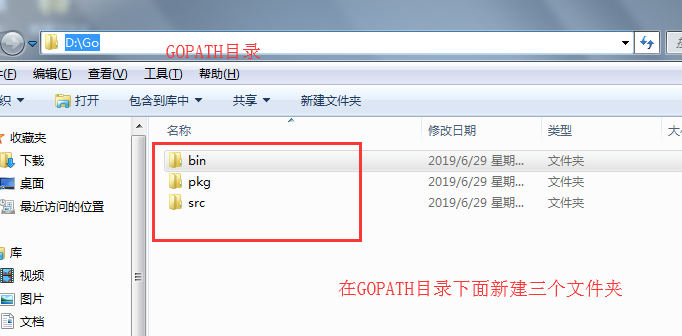 D:\Go
GOPATH目录
编辑(E) 查看(V) 工具(T) 帮助(H)
打开 包含到库中 共享 新建文件夹
名称 修改日期 类型
收藏夹
下载
桌面
最近访问的位置
bin 2019/6/29 星期... 文件夹
pkg 2019/6/29 星期... 文件夹
src 2019/6/29 星期... 文件夹
库
视频
图片
文档
在GOPATH目录下面新建三个文件夹